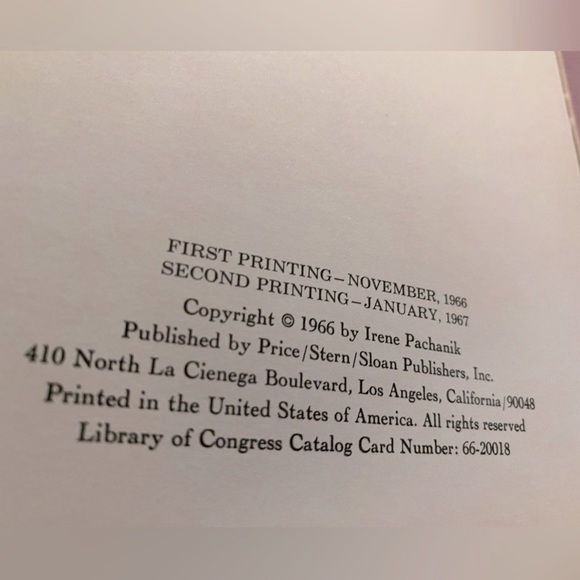 FIRST PRINTING—NOVEMBER, 1966
SECOND PRINTING—JANUARY, 1967
Copyright © 1966 by Irene Pachanik
Published by Price/Stern/Sloan Publishers, Inc.
410 North La Cienega Boulevard, Los Angeles, California/90048
Printed in the United States of America. All rights reserved
Library of Congress Catalog Card Number: 66-20018